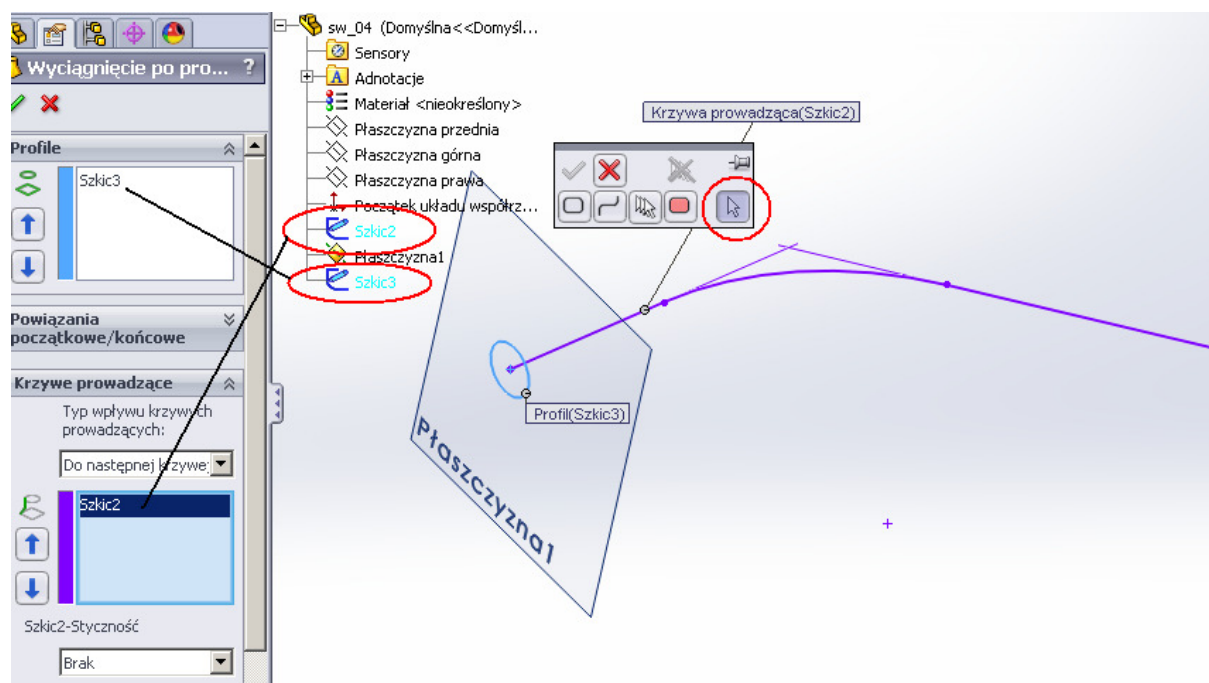 Wyciągnięcie po pro... ?
Profile
Szkic3
Powiązania
początkowe/końcowe
Krzywe prowadzące
Typ wpływu krzywych
prowadzących:
Do następnej krzywej
Szkic2
Szkic2-Styczność
Brak
sw_04 (Domyślna<<Domyśl...
Sensory
A Adnotacje
Materiał <nieokreślony>
Płaszczyzna przednia
Płaszczyzna górna
Płaszczyzna prawa
Początek układu współrz...
Szkic2
Płaszczyzna1
Szkic3
Krzywa prowadząca(Szkic2)
Profil(Szkic3)
Płaszczyzna1